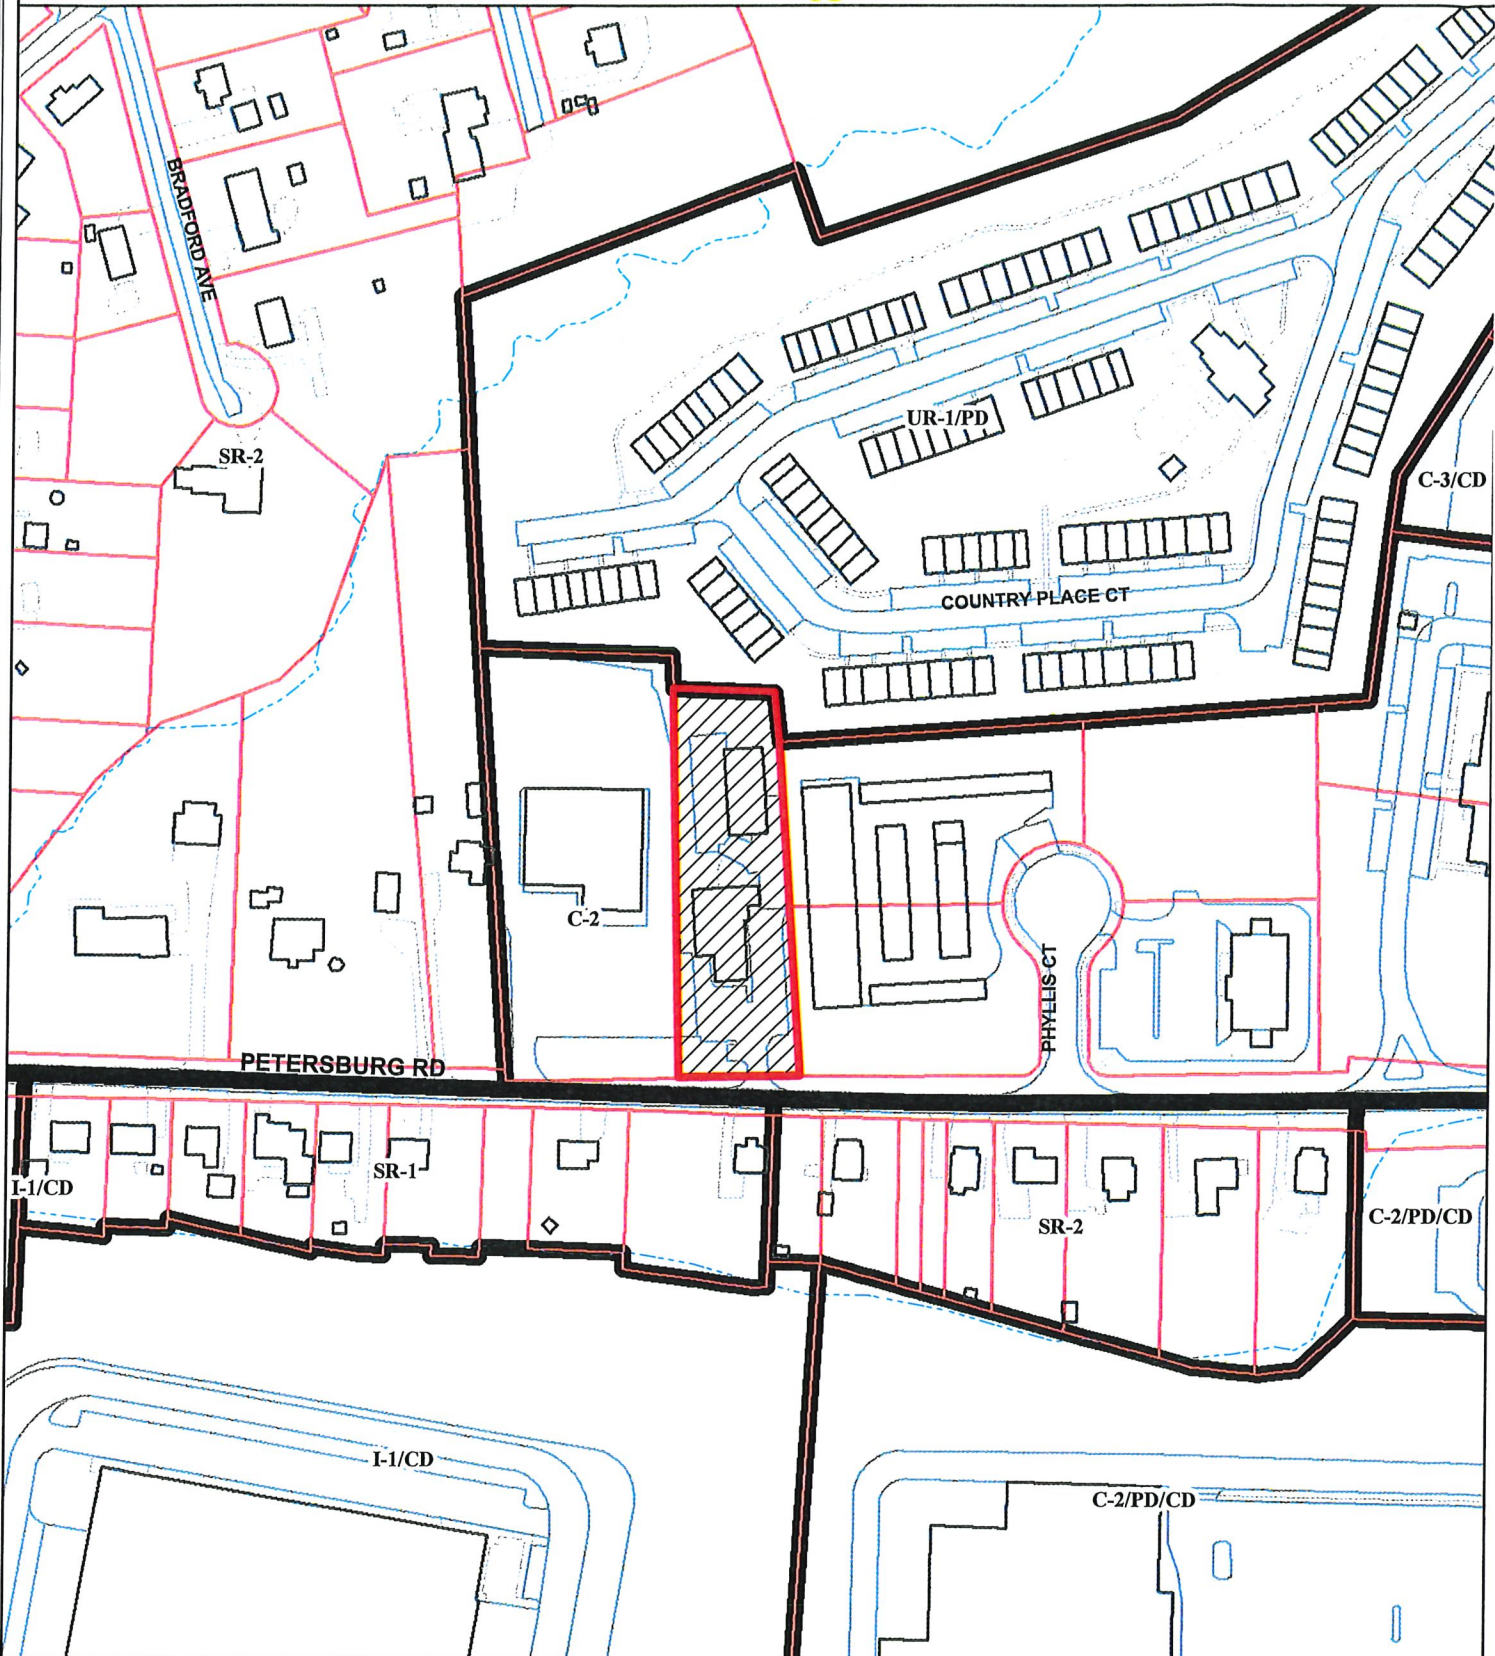 BRADFORD AVE
UR-1/PD
SR-2
C-3/CD
COUNTRY PLACE CT
C-2
PHYLLIS CT
PETERSBURG RD
SR-1
I-1/CD
SR-2
C-2/PD/CD
I-1/CD
C-2/PD/CD